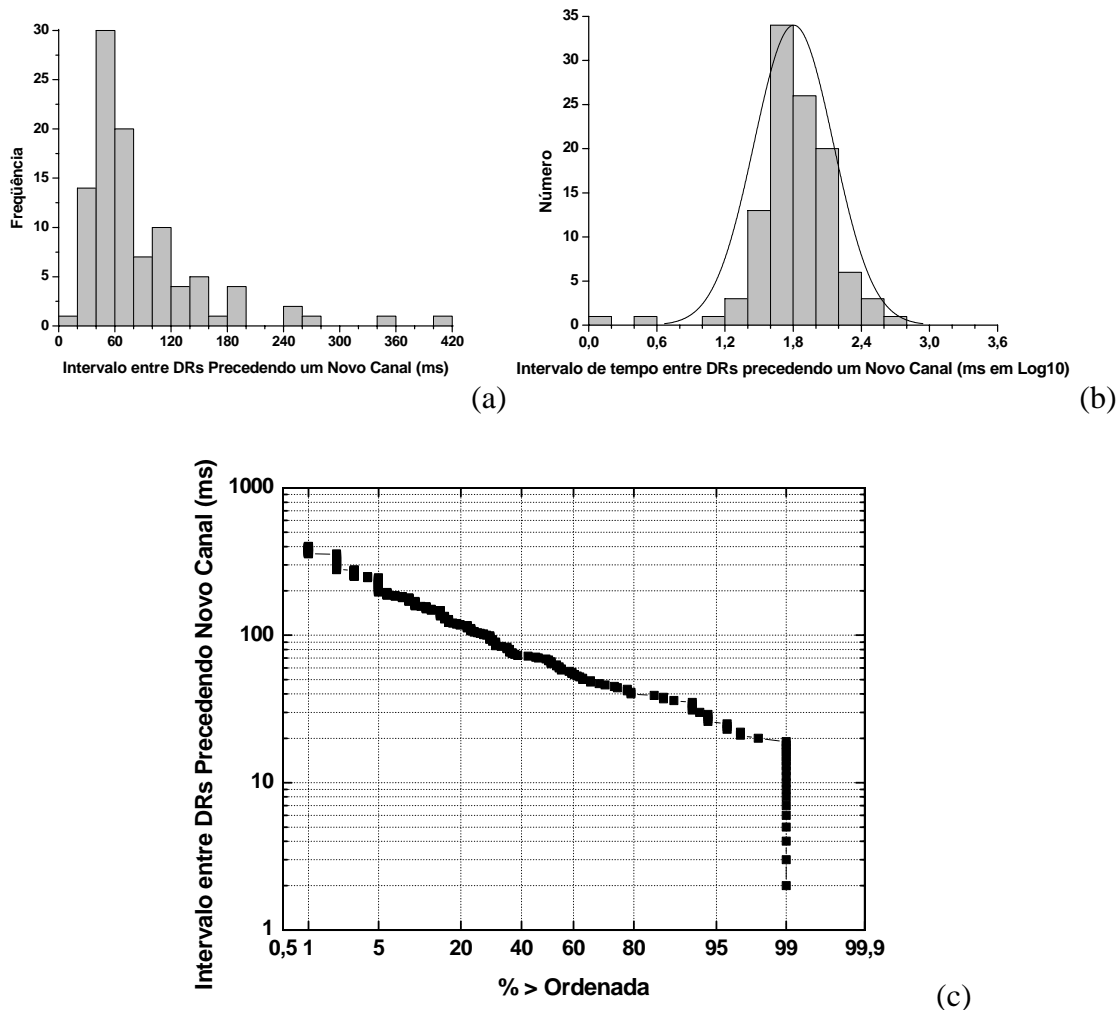 30
25
20
15
10
5
0
Freqüência
0 60 120 180 240 300 360 420
Intervalo entre DRs Precedendo um Novo Canal (ms)
(a)
35
30
25
20
15
10
5
0
Número
0,0 0,6 1,2 1,8 2,4 3,0 3,6
Intervalo de tempo entre DRs precedendo um Novo Canal (ms em Log10)
(b)
1000
100
10
1
Intervalo entre DRs Precedendo Novo Canal (ms)
0,5 1 5 20 40 60 80 95 99 99,9
% > Ordenada
(c)